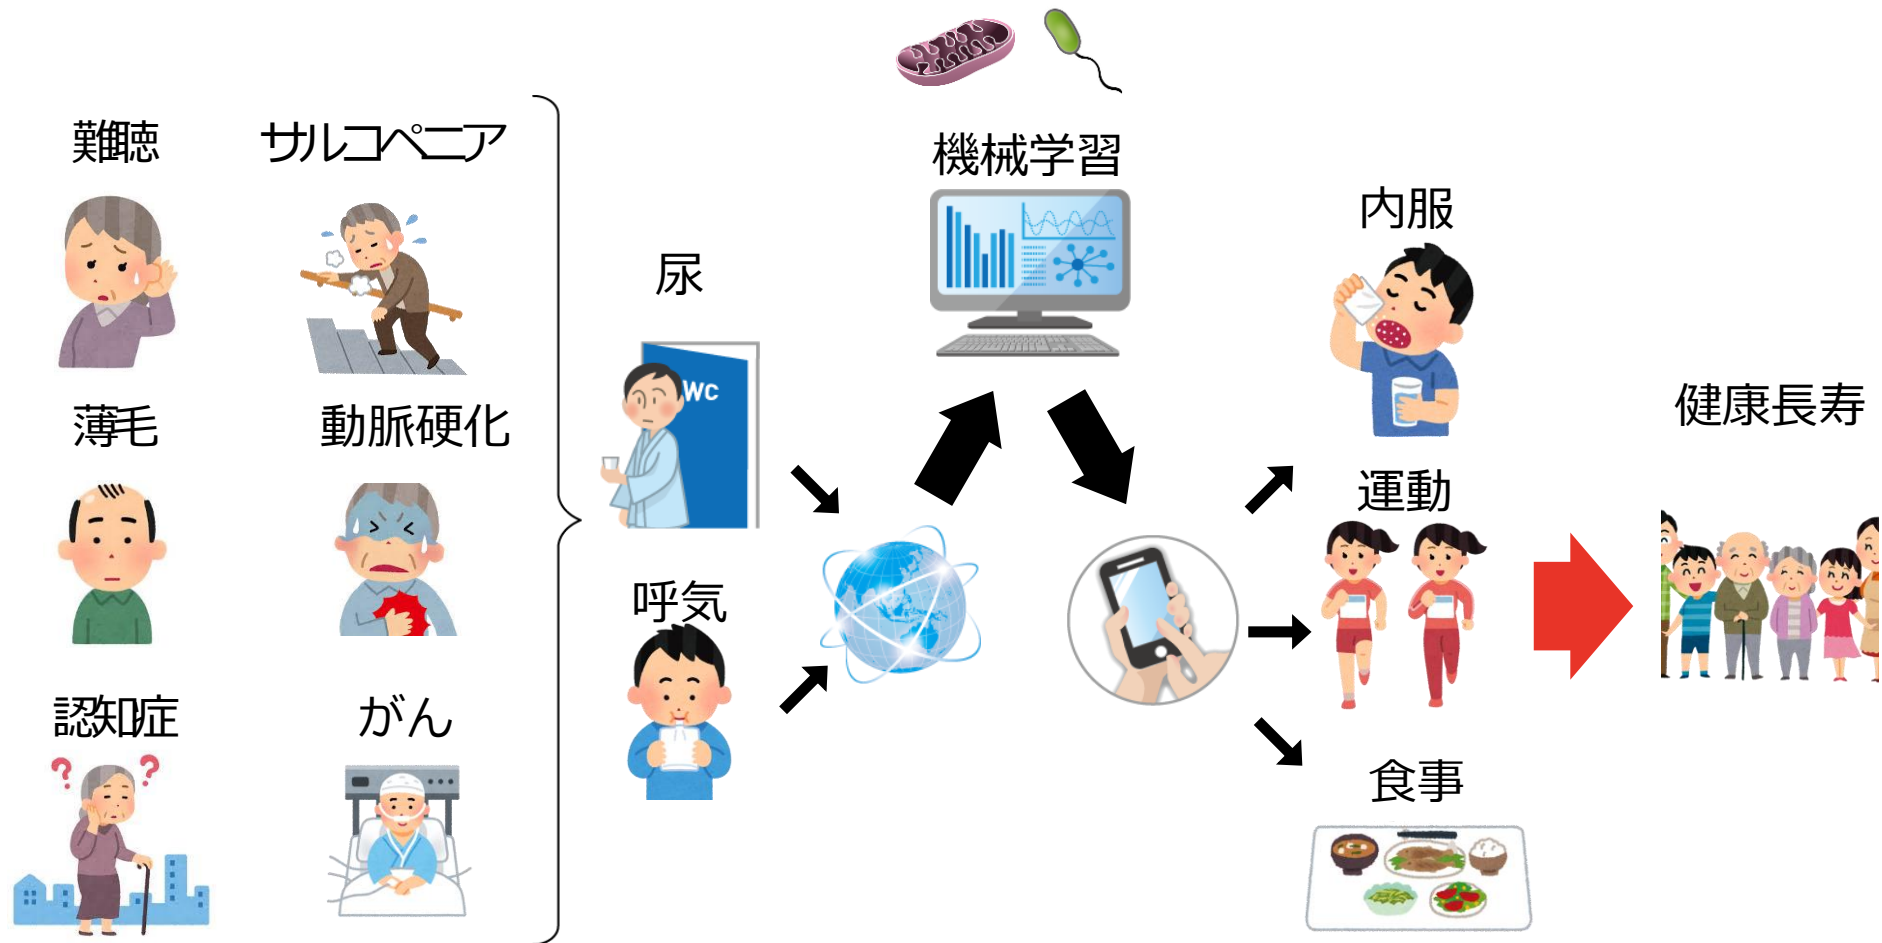 難聴
サルコペニア
薄毛
動脈硬化
認知症
がん
尿
WC
呼気
機械学習
内服
運動
食事
健康長寿